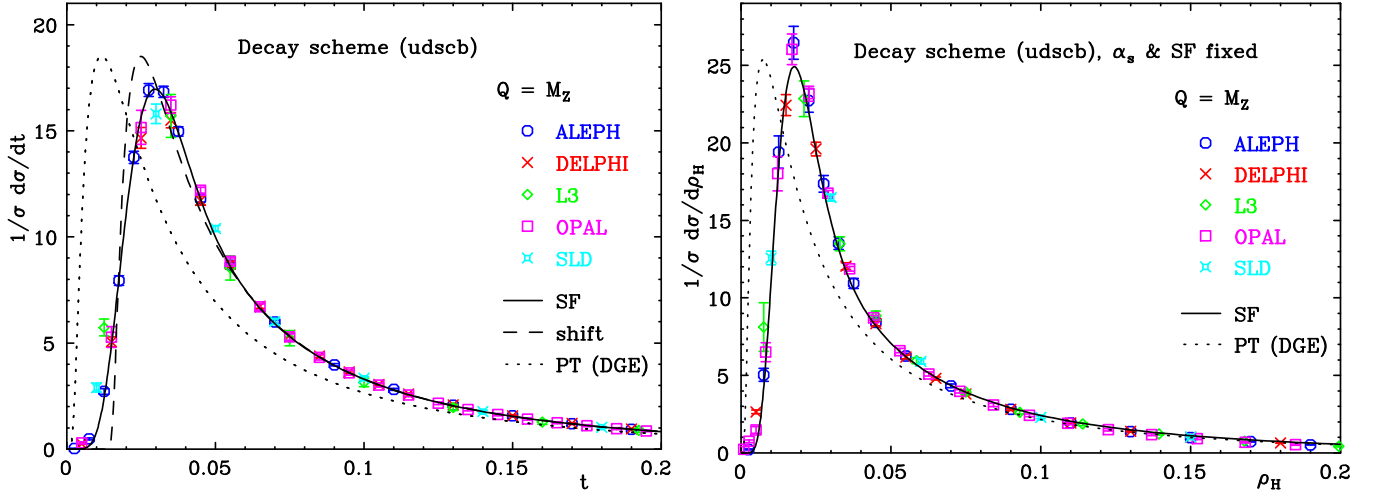 Decay scheme (udscb)
Q = M_Z
ALEPH
DELPHI
L3
OPAL
SLD
SF
shift
PT (DGE)
1/σ dσ/dt
20
15
10
5
0
0 0.05 0.1 0.15 0.2
t
Decay scheme (udscb), α_s & SF fixed
Q = M_Z
ALEPH
DELPHI
L3
OPAL
SLD
SF
PT (DGE)
1/σ dσ/dρ_H
25
20
15
10
5
0
0 0.05 0.1 0.15 0.2
ρ_H